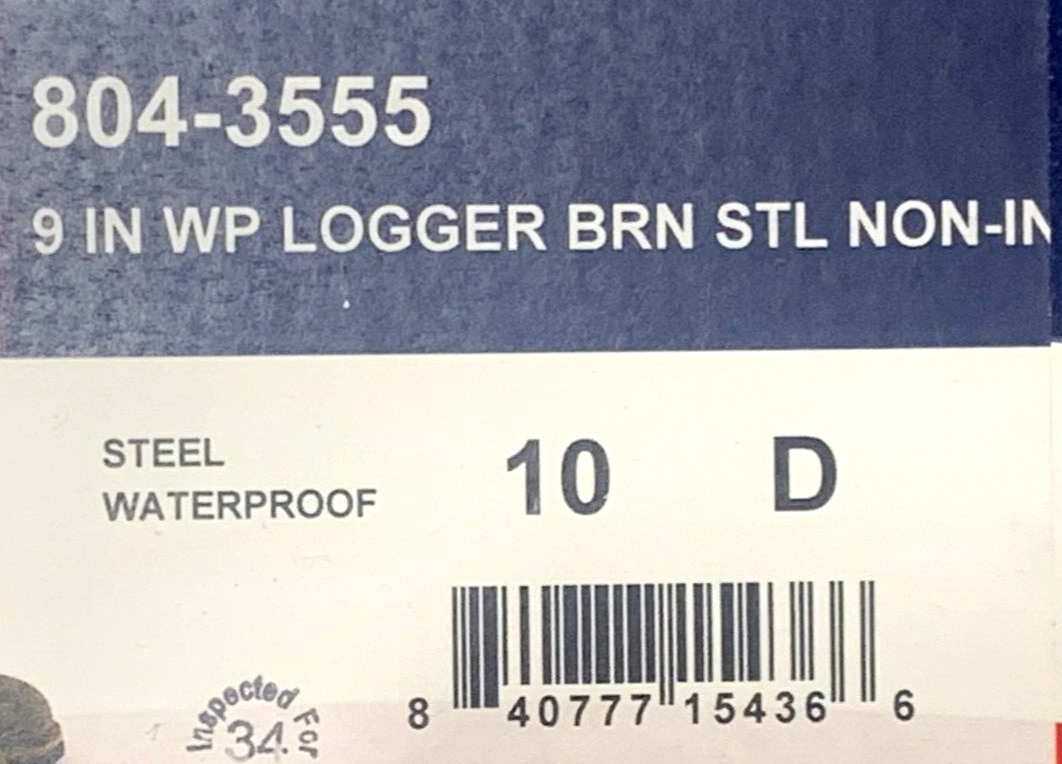 804-3555
9 IN WP LOGGER BRN STL NON-IN
STEEL
WATERPROOF
10 D
8 40777 15436 6
Inspected For
34